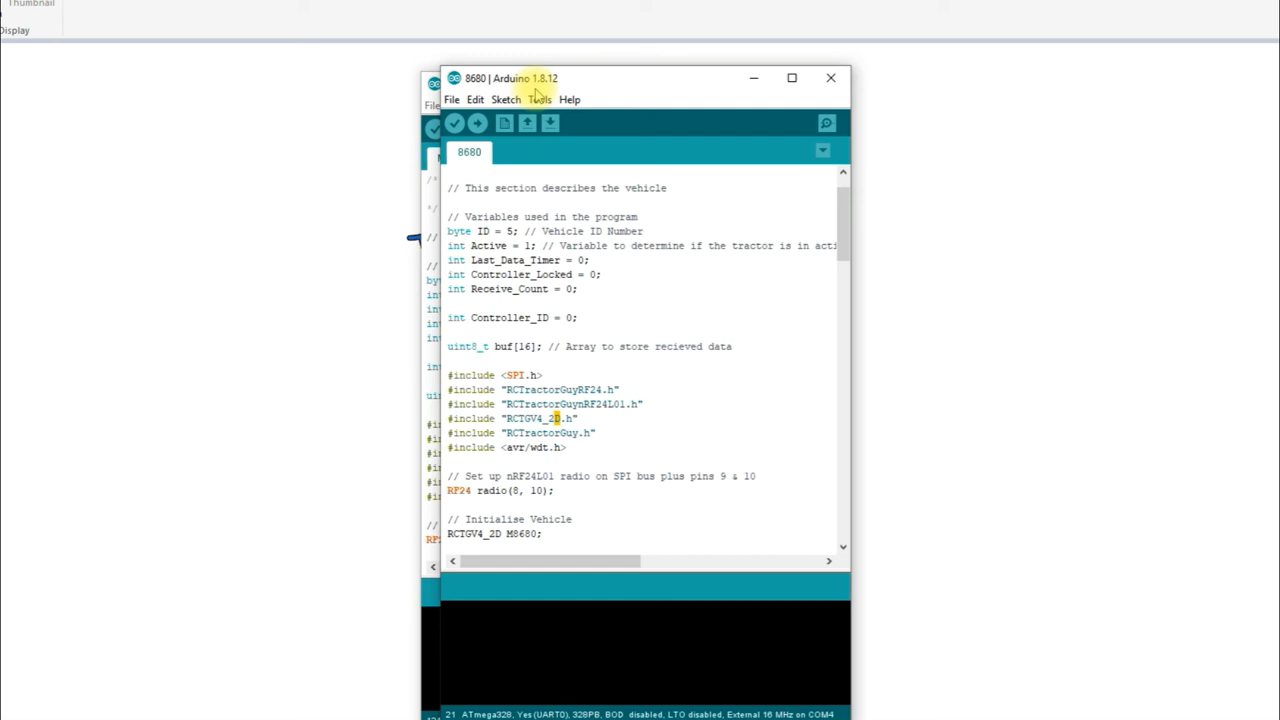 Thumbnail
Display
8680 | Arduino 1.8.12
File Edit Sketch Tools Help
File
8680
// This section describes the vehicle
// Variables used in the program
byte ID = 5; // Vehicle ID Number
int Active = 1; // Variable to determine if the tractor is in acti
int Last_Data_Timer = 0;
int Controller_Locked = 0;
int Receive_Count = 0;
int Controller_ID = 0;
uint8_t buf[16]; // Array to store recieved data
#include <SPI.h>
#include "RCTractorGuyRF24.h"
#include "RCTractorGuynRF24L01.h"
#include "RCTGV4_2D.h"
#include "RCTractorGuy.h"
#include <avr/wdt.h>
// Set up nRF24L01 radio on SPI bus plus pins 9 & 10
RF24 radio(8, 10);
// Initialise Vehicle
RCTGV4_2D M8680;
21 ATmega328, Yes (UART0), 328PB, BOD disabled, LTO disabled, External 16 MHz on COM4